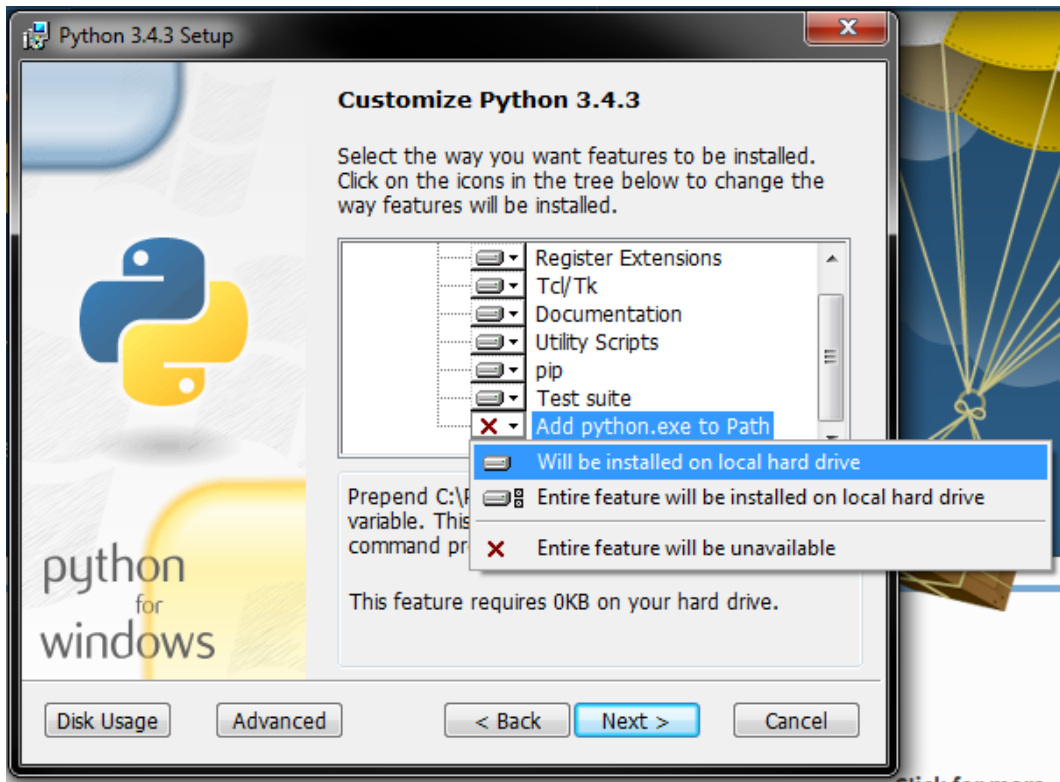 Python 3.4.3 Setup
Customize Python 3.4.3
Select the way you want features to be installed.
Click on the icons in the tree below to change the
way features will be installed.
Register Extensions
Tcl/Tk
Documentation
Utility Scripts
pip
Test suite
Add python.exe to Path
Will be installed on local hard drive
Entire feature will be installed on local hard drive
Entire feature will be unavailable
Prepend C:\
variable. This
command
This feature requires 0KB on your hard drive.
python
for
windows
Disk Usage
Advanced
< Back
Next >
Cancel